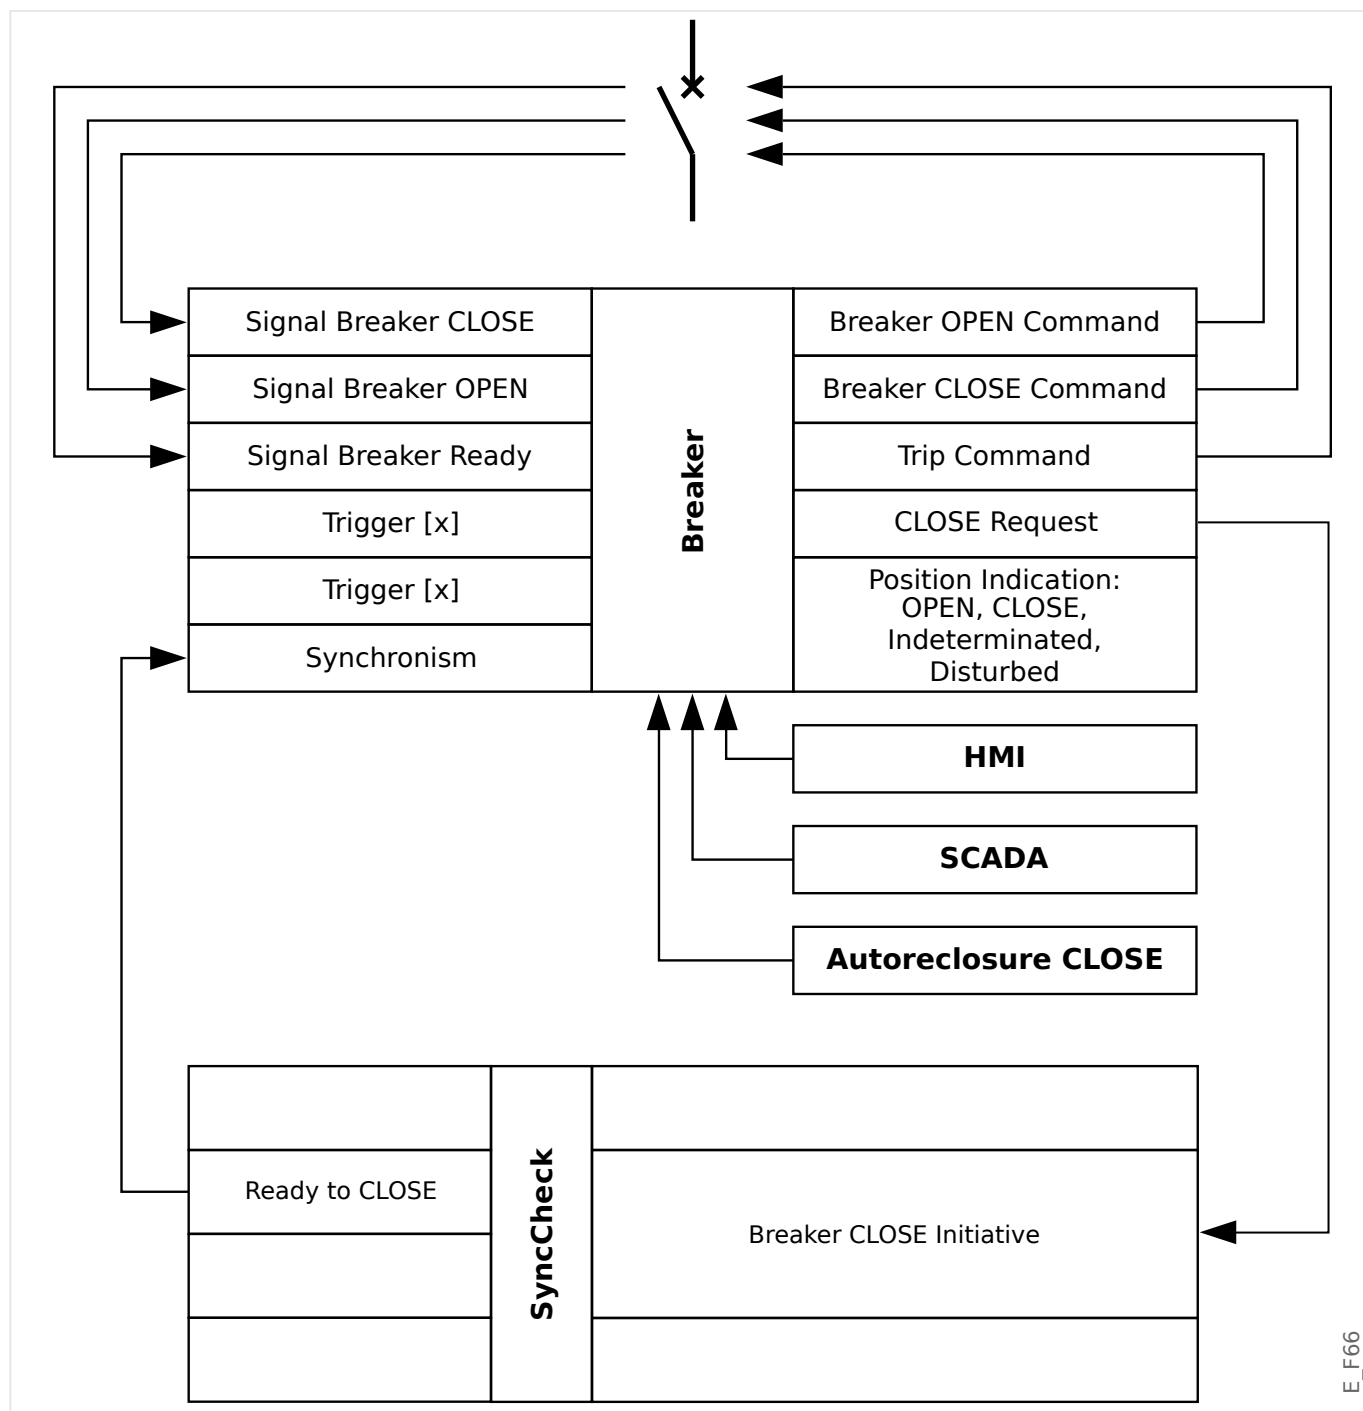 Signal Breaker CLOSE
Signal Breaker OPEN
Signal Breaker Ready
Trigger [x]
Trigger [x]
Synchronism
Breaker
Breaker OPEN Command
Breaker CLOSE Command
Trip Command
CLOSE Request
Position Indication:
OPEN, CLOSE,
Indeterminated,
Disturbed
HMI
SCADA
Autoreclosure CLOSE
Ready to CLOSE
SyncCheck
Breaker CLOSE Initiative
E_F66